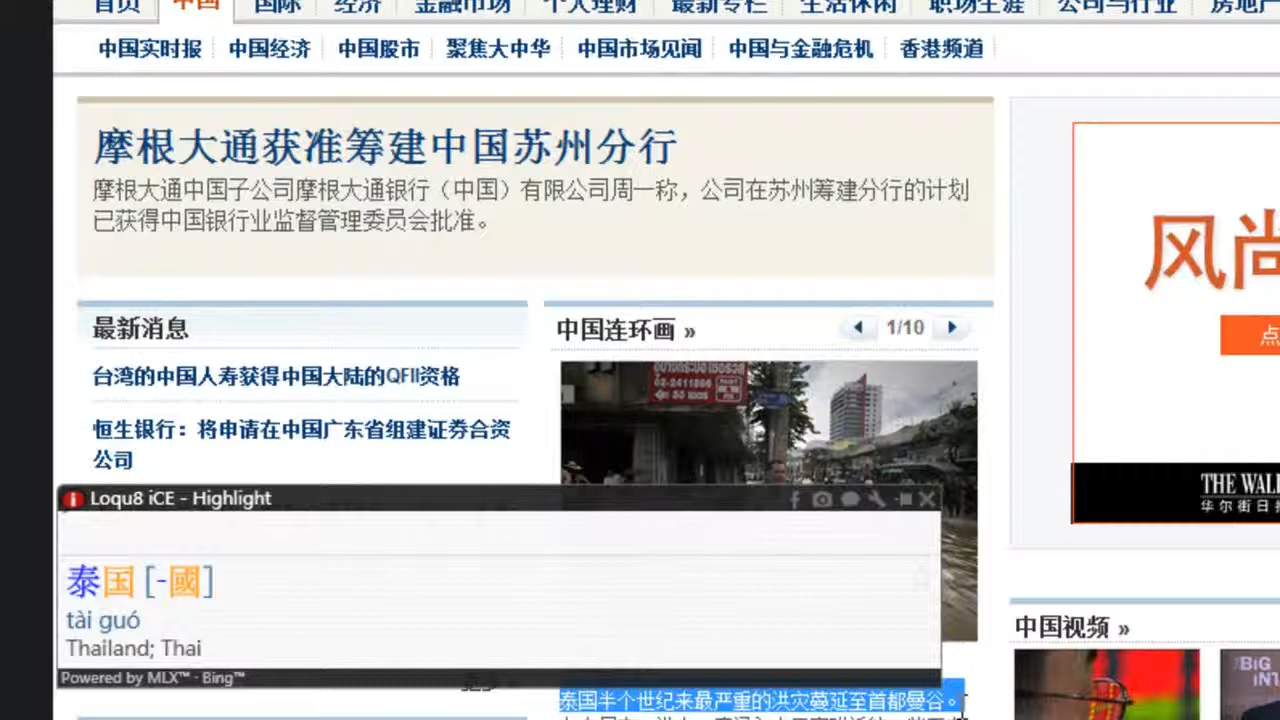 首页 中国 国际 经济 金融市场 个人理财 最新专栏 生活休闲 职场生涯 公司与行业 房地产
中国实时报 中国经济 中国股市 聚焦大中华 中国市场见闻 中国与金融危机 香港频道
摩根大通获准筹建中国苏州分行
摩根大通中国子公司摩根大通银行（中国）有限公司周一称，公司在苏州筹建分行的计划
已获得中国银行业监督管理委员会批准。
风尚
点
最新消息
台湾的中国人寿获得中国大陆的QFII资格
恒生银行：将申请在中国广东省组建证券合资
公司
中国连环画 »
1/10
02-2411886
THE WALL
华尔街日报
Loqu8 iCE - Highlight
泰国 [-國]
tài guó
Thailand; Thai
Powered by MLX™ · Bing™
中国视频 »
BiG
泰国半个世纪来最严重的洪灾蔓延至首都曼谷。